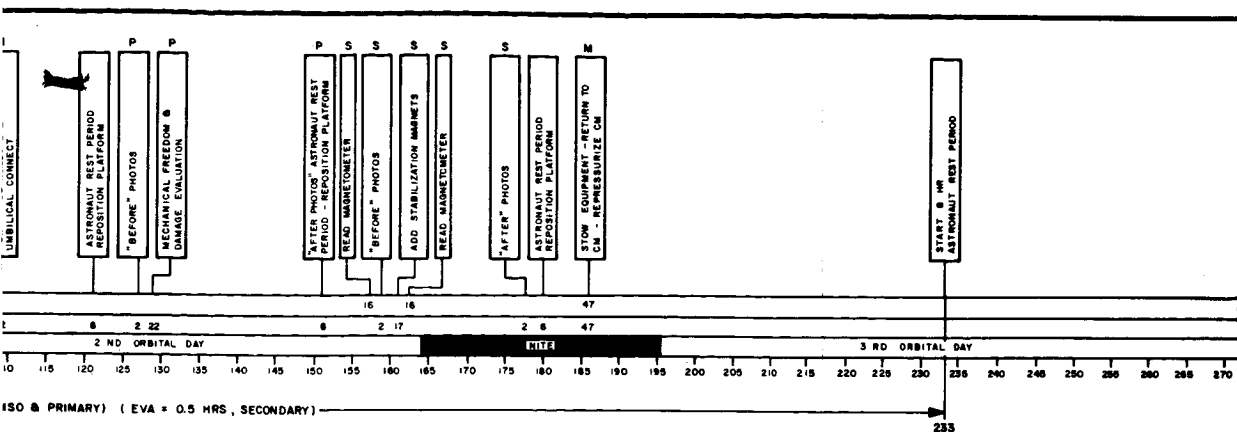 P P P S S S S S M
UMBILICAL CONNECT
ASTRONAUT REST PERIOD
REPOSITION PLATFORM
"BEFORE" PHOTOS
MECHANICAL FREEDOM &
DAMAGE EVALUATION
"AFTER PHOTOS" ASTRONAUT REST
PERIOD - REPOSITION PLATFORM
READ MAGNETOMETER
"BEFORE" PHOTOS
ADD STABILIZATION MAGNETS
READ MAGNETOMETER
"AFTER" PHOTOS
ASTRONAUT REST PERIOD
REPOSITION PLATFORM
STOW EQUIPMENT - RETURN TO
CM - REPRESSURIZE CM
START 8 HR
ASTRONAUT REST PERIOD
16 16 47
2 6 2 22 6 2 17 2 6 47
2 ND ORBITAL DAY NITE 3 RD ORBITAL DAY
110 115 120 125 130 135 140 145 150 155 160 165 170 175 180 185 190 195 200 205 210 215 220 225 230 235 240 245 250 255 260 265 270
ISO & PRIMARY) (EVA = 0.5 HRS, SECONDARY)
233